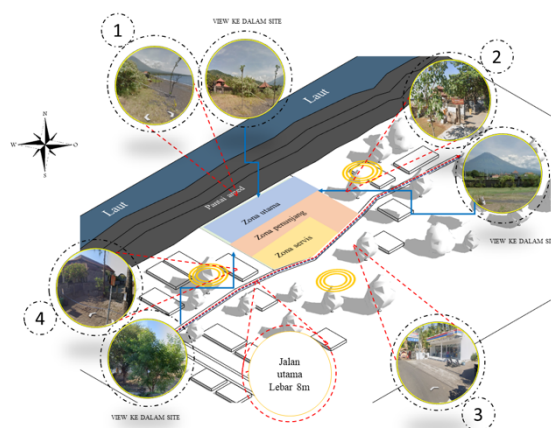 1
VIEW KE DALAM SITE
2
Laut
N
W
O
S
Pantai amed
Laut
Zona utama
Zona penunjang
Zona servis
VIEW KE DALAM SITE
4
Jalan
utama
Lebar 8m
VIEW KE DALAM SITE
3